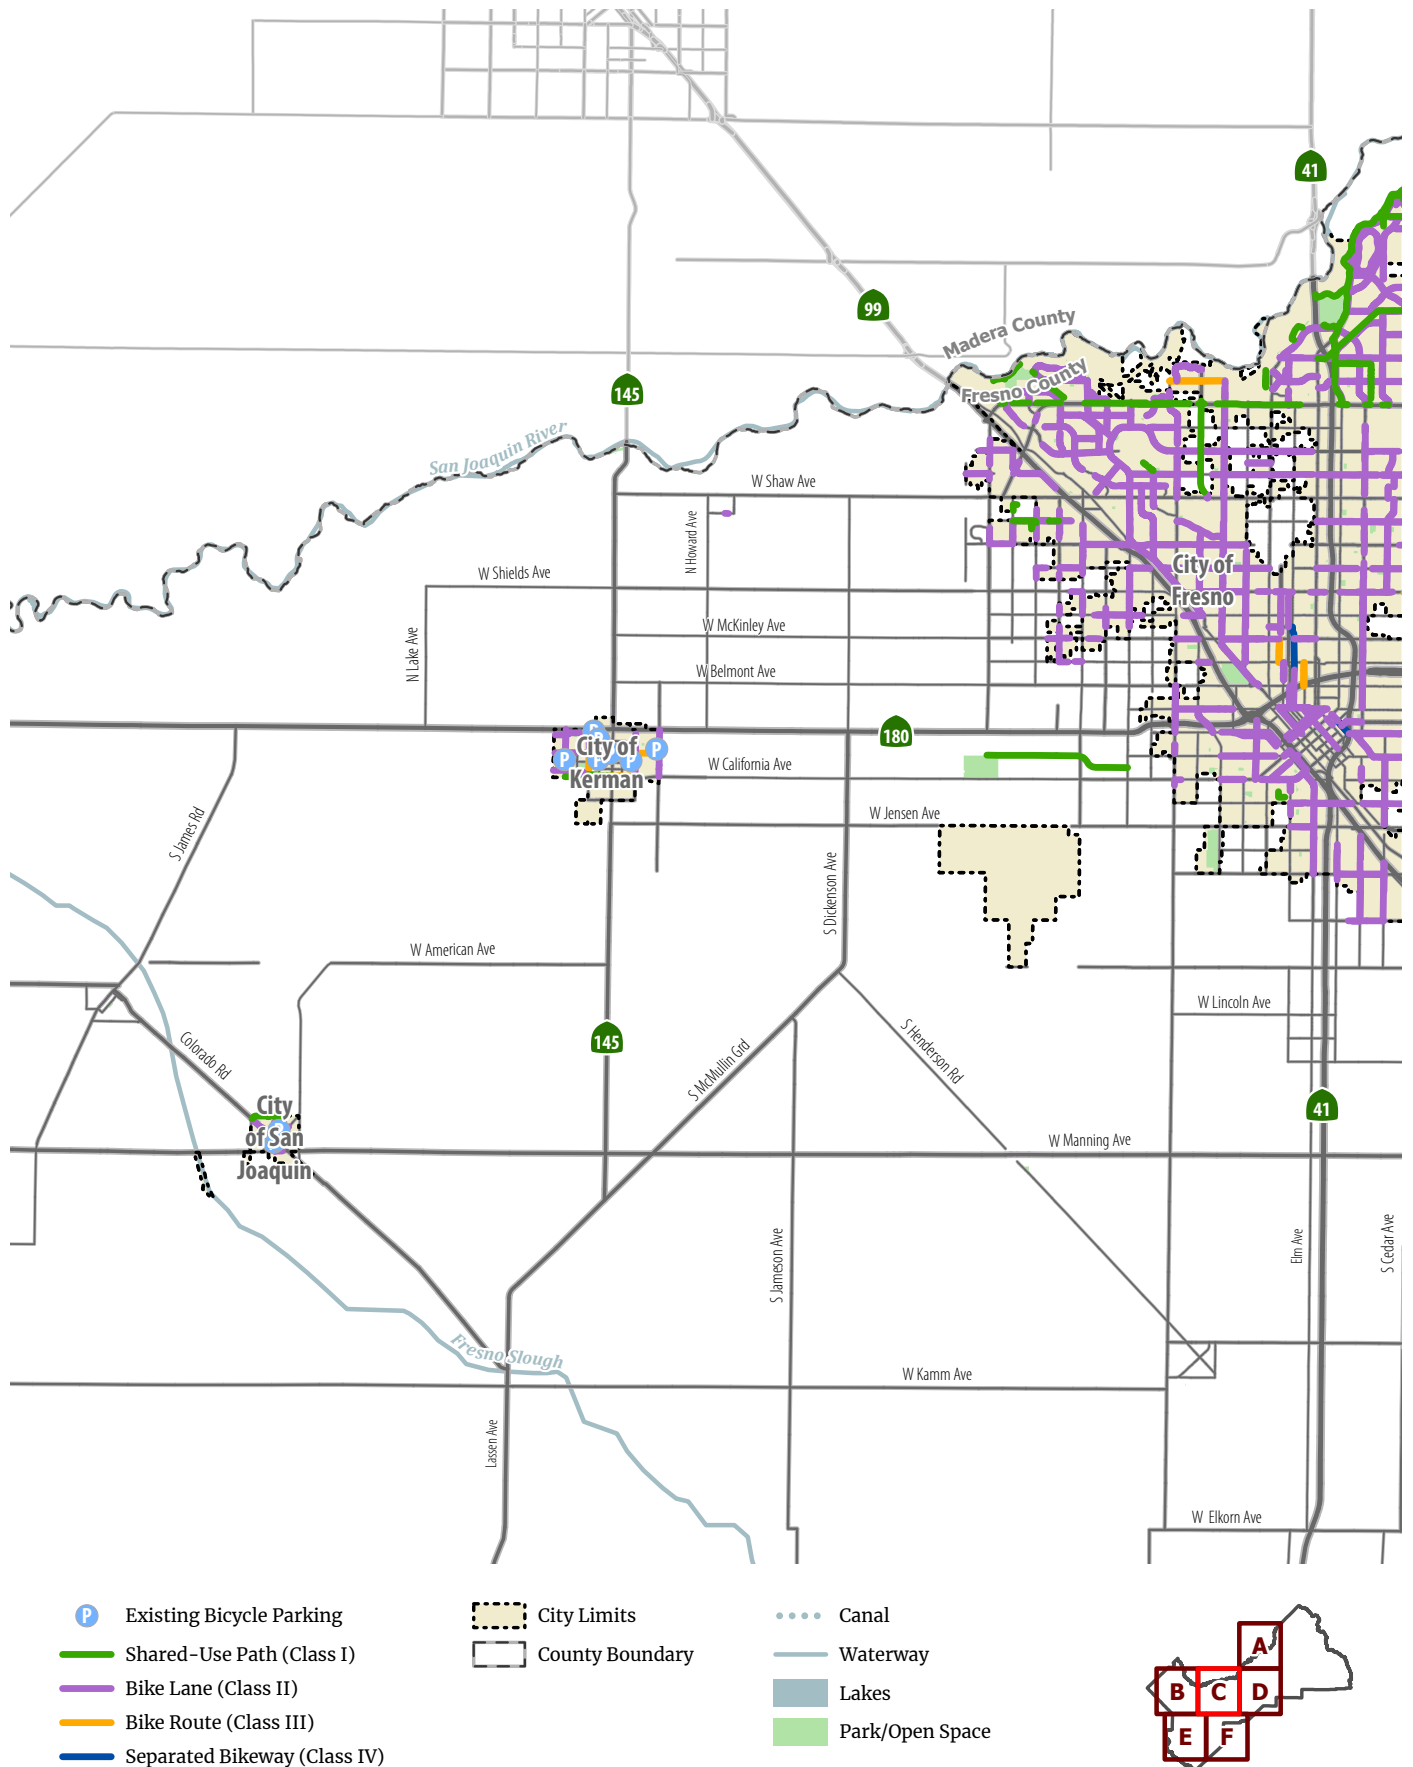 41
99
Madera County
Fresno County
145
San Joaquin River
W Shaw Ave
N Howard Ave
City of
Fresno
W Shields Ave
W McKinley Ave
N Lake Ave
W Belmont Ave
180
P
City of
Kerman
P
P
P
P
W California Ave
W Jensen Ave
S James Rd
S Dickenson Ave
W American Ave
W Lincoln Ave
145
Colorado Rd
S McMullin Grd
S Henderson Rd
City
of San
Joaquin
P
41
W Manning Ave
S Jameson Ave
Elm Ave
S Cedar Ave
Fresno Slough
W Kamm Ave
Lassen Ave
W Elkorn Ave
P Existing Bicycle Parking
Shared-Use Path (Class I)
Bike Lane (Class II)
Bike Route (Class III)
Separated Bikeway (Class IV)
City Limits
County Boundary
Canal
Waterway
Lakes
Park/Open Space
A
B
C
D
E
F